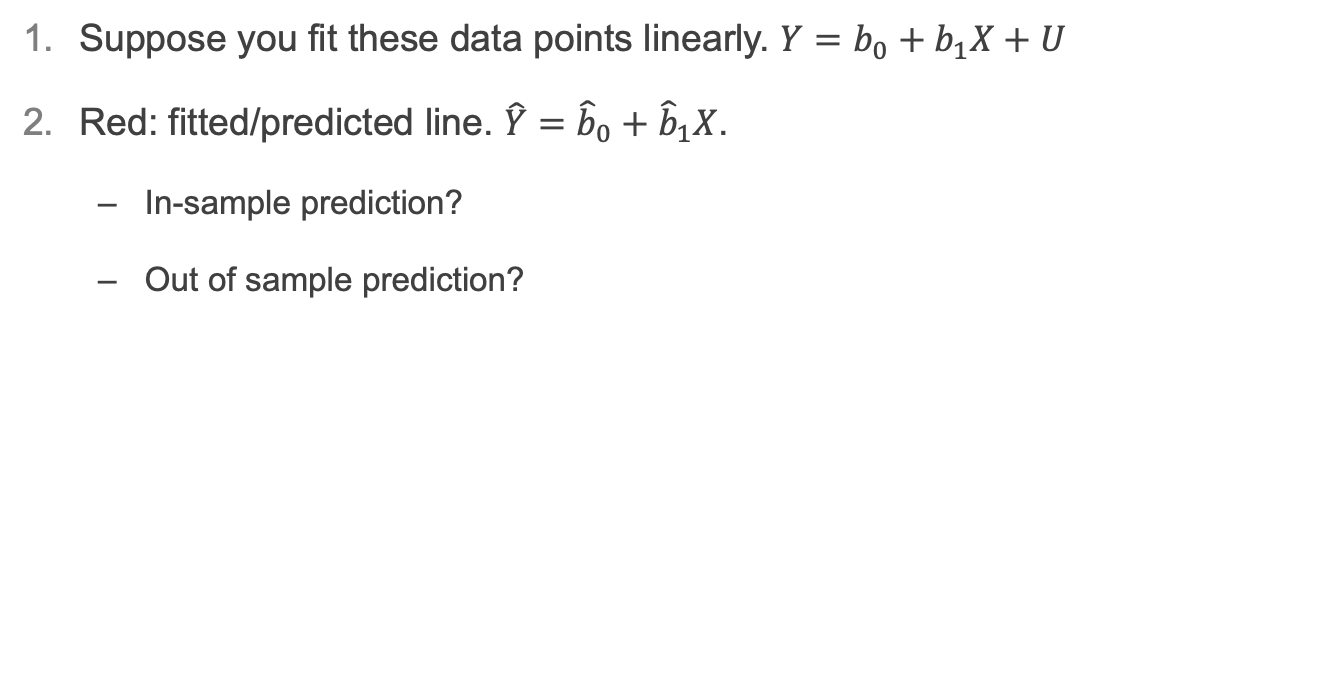 1. Suppose you fit these data points linearly. Y = b₀ + b₁X + U
2. Red: fitted/predicted line. Ŷ = b̂₀ + b̂₁X.
– In-sample prediction?
– Out of sample prediction?